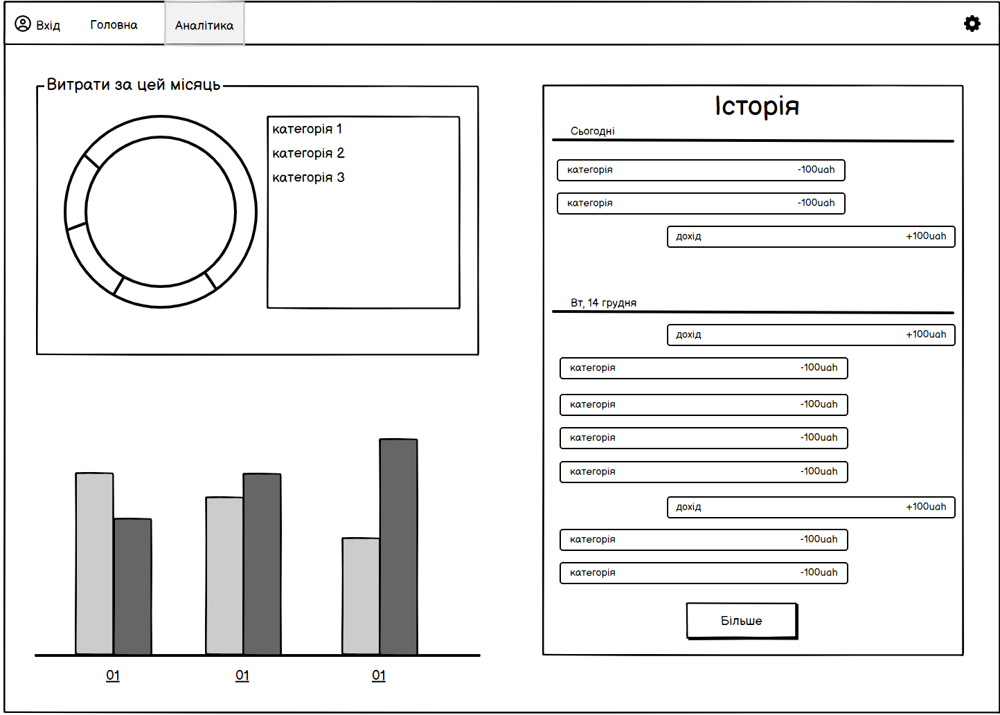 Вхід
Головна
Аналітика
Витрати за цей місяць
категорія 1
категорія 2
категорія 3
01
01
01
Історія
Сьогодні
категорія -100uah
категорія -100uah
дохід +100uah
Вт, 14 грудня
дохід +100uah
категорія -100uah
категорія -100uah
категорія -100uah
категорія -100uah
дохід +100uah
категорія -100uah
категорія -100uah
Більше